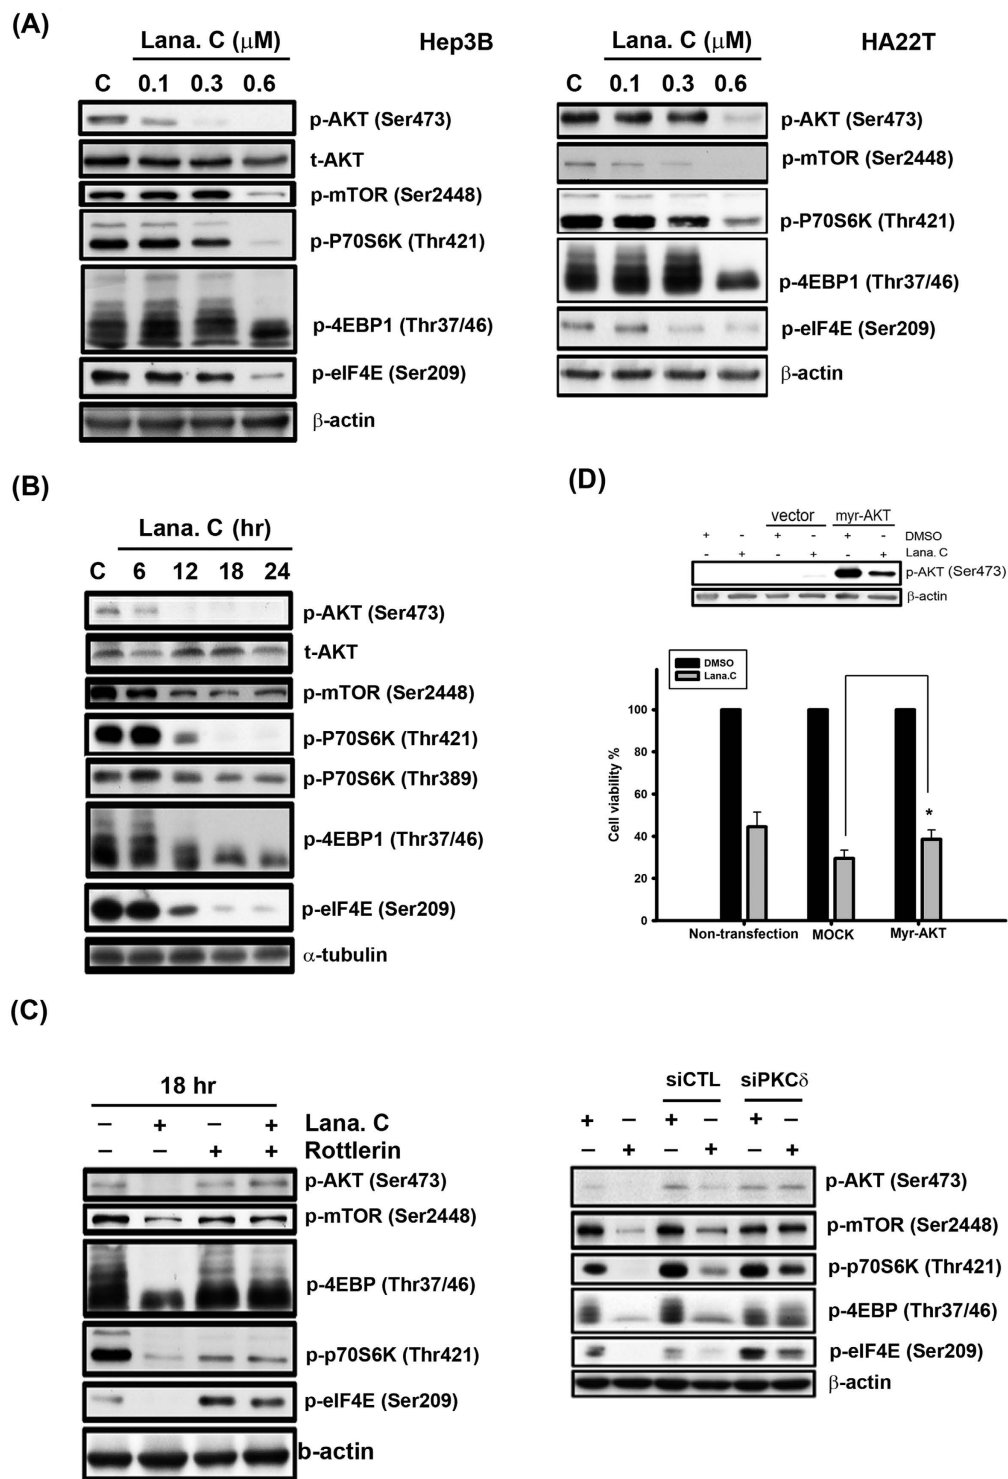 (A)
Lana. C (μM)
Hep3B
C 0.1 0.3 0.6
p-AKT (Ser473)
t-AKT
p-mTOR (Ser2448)
p-P70S6K (Thr421)
p-4EBP1 (Thr37/46)
p-eIF4E (Ser209)
β-actin
Lana. C (μM)
HA22T
C 0.1 0.3 0.6
p-AKT (Ser473)
p-mTOR (Ser2448)
p-P70S6K (Thr421)
p-4EBP1 (Thr37/46)
p-eIF4E (Ser209)
β-actin
(B)
Lana. C (hr)
C 6 12 18 24
p-AKT (Ser473)
t-AKT
p-mTOR (Ser2448)
p-P70S6K (Thr421)
p-P70S6K (Thr389)
p-4EBP1 (Thr37/46)
p-eIF4E (Ser209)
α-tubulin
(D)
vector myr-AKT
+ - + - + - DMSO
- + - + - + Lana. C
p-AKT (Ser473)
β-actin
DMSO
Lana.C
Cell viability %
100
80
60
40
20
0
*
Non-transfection MOCK Myr-AKT
(C)
18 hr
– + – + Lana. C
– – + + Rottlerin
p-AKT (Ser473)
p-mTOR (Ser2448)
p-4EBP (Thr37/46)
p-p70S6K (Thr421)
p-eIF4E (Ser209)
b-actin
siCTL siPKCδ
+ – + – + –
– + – + – +
p-AKT (Ser473)
p-mTOR (Ser2448)
p-p70S6K (Thr421)
p-4EBP (Thr37/46)
p-eIF4E (Ser209)
β-actin